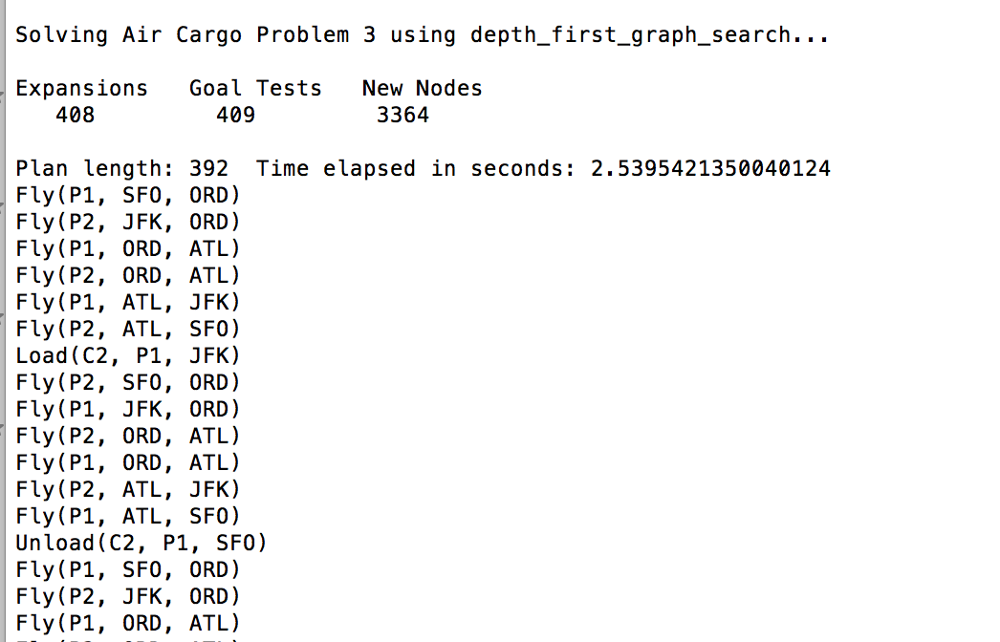 Solving Air Cargo Problem 3 using depth_first_graph_search...
Expansions   Goal Tests   New Nodes
408         409         3364
Plan length: 392  Time elapsed in seconds: 2.5395421350040124
Fly(P1, SFO, ORD)
Fly(P2, JFK, ORD)
Fly(P1, ORD, ATL)
Fly(P2, ORD, ATL)
Fly(P1, ATL, JFK)
Fly(P2, ATL, SFO)
Load(C2, P1, JFK)
Fly(P2, SFO, ORD)
Fly(P1, JFK, ORD)
Fly(P2, ORD, ATL)
Fly(P1, ORD, ATL)
Fly(P2, ATL, JFK)
Fly(P1, ATL, SFO)
Unload(C2, P1, SFO)
Fly(P1, SFO, ORD)
Fly(P2, JFK, ORD)
Fly(P1, ORD, ATL)